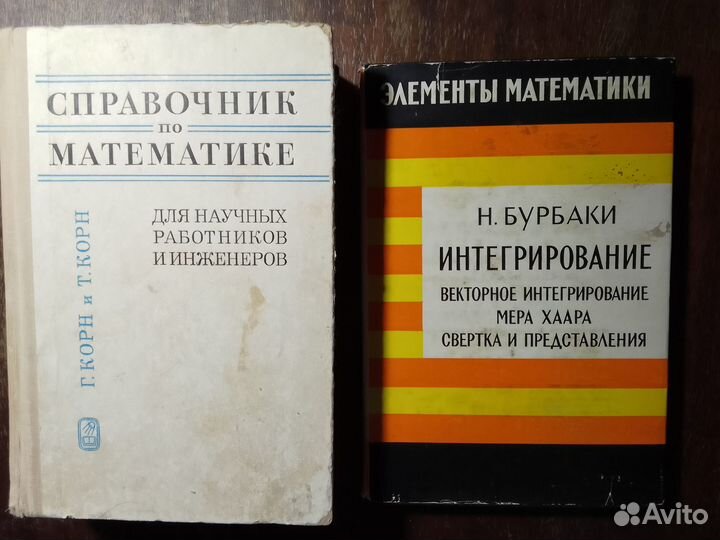 СПРАВОЧНИК
ПО
МАТЕМАТИКЕ
ДЛЯ НАУЧНЫХ
РАБОТНИКОВ
И ИНЖЕНЕРОВ
Г. КОРН и Т. КОРН
ЭЛЕМЕНТЫ МАТЕМАТИКИ
Н. БУРБАКИ
ИНТЕГРИРОВАНИЕ
ВЕКТОРНОЕ ИНТЕГРИРОВАНИЕ
МЕРА ХААРА
СВЕРТКА И ПРЕДСТАВЛЕНИЯ
Avito